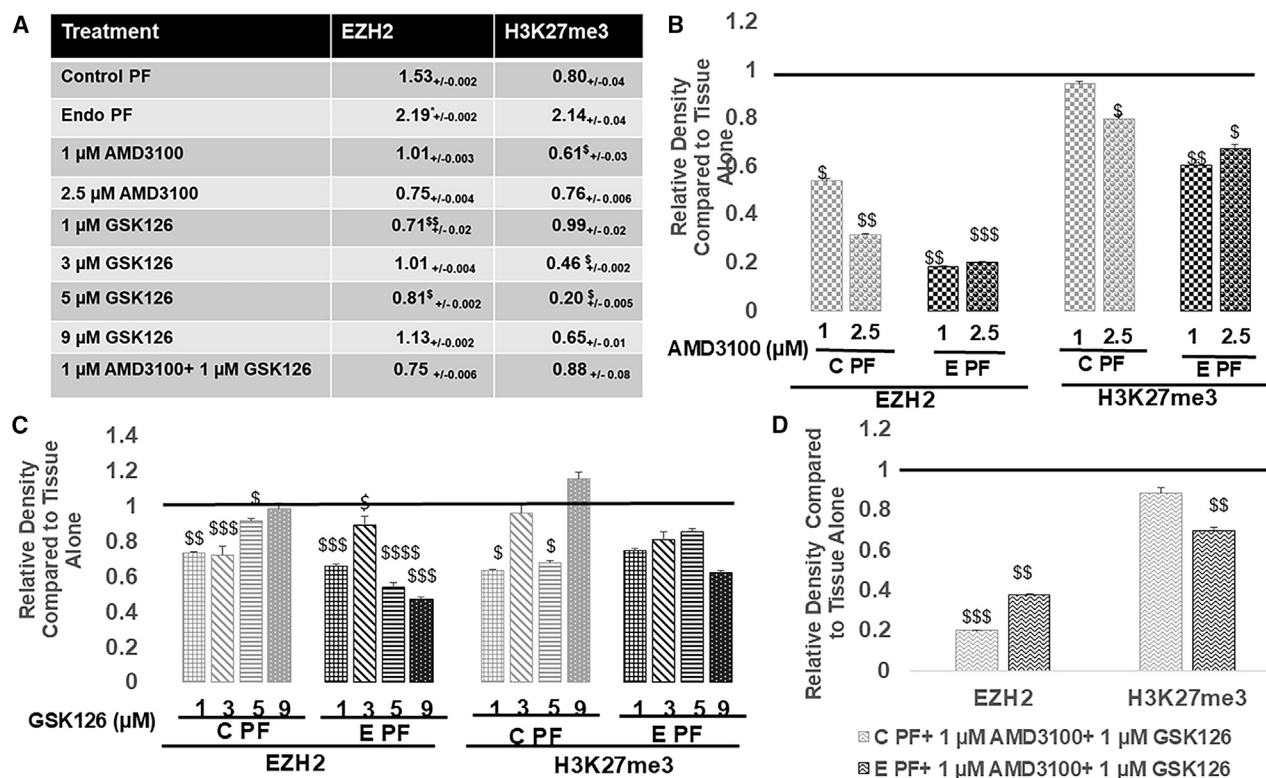 A
Treatment EZH2 H3K27me3
Control PF 1.53+/-0.002 0.80+/-0.04
Endo PF 2.19*+/-0.002 2.14+/-0.04
1 µM AMD3100 1.01+/-0.003 0.61$+/-0.03
2.5 µM AMD3100 0.75+/-0.004 0.76+/-0.006
1 µM GSK126 0.71$$+/-0.02 0.99+/-0.02
3 µM GSK126 1.01+/-0.004 0.46$+/-0.002
5 µM GSK126 0.81$+/-0.002 0.20$+/-0.005
9 µM GSK126 1.13+/-0.002 0.65+/-0.01
1 µM AMD3100+ 1 µM GSK126 0.75+/-0.006 0.88+/-0.08
B
Relative Density
Compared to Tissue
Alone
1.2
1
0.8
0.6
0.4
0.2
0
$ $$ $$ $$$ $ $$ $
AMD3100 (µM) 1 2.5 1 2.5 1 2.5 1 2.5
C PF E PF C PF E PF
EZH2 H3K27me3
C
Relative Density
Compared to Tissue
Alone
1.4
1.2
1
0.8
0.6
0.4
0.2
0
$$ $$$ $ $$$ $ $$$$ $$$ $ $
GSK126 (µM) 1 3 5 9 1 3 5 9 1 3 5 9 1 3 5 9
C PF E PF C PF E PF
EZH2 H3K27me3
D
Relative Density Compared
to Tissue Alone
1.2
1
0.8
0.6
0.4
0.2
0
$$$ $$ $$
EZH2 H3K27me3
C PF+ 1 µM AMD3100+ 1 µM GSK126
E PF+ 1 µM AMD3100+ 1 µM GSK126